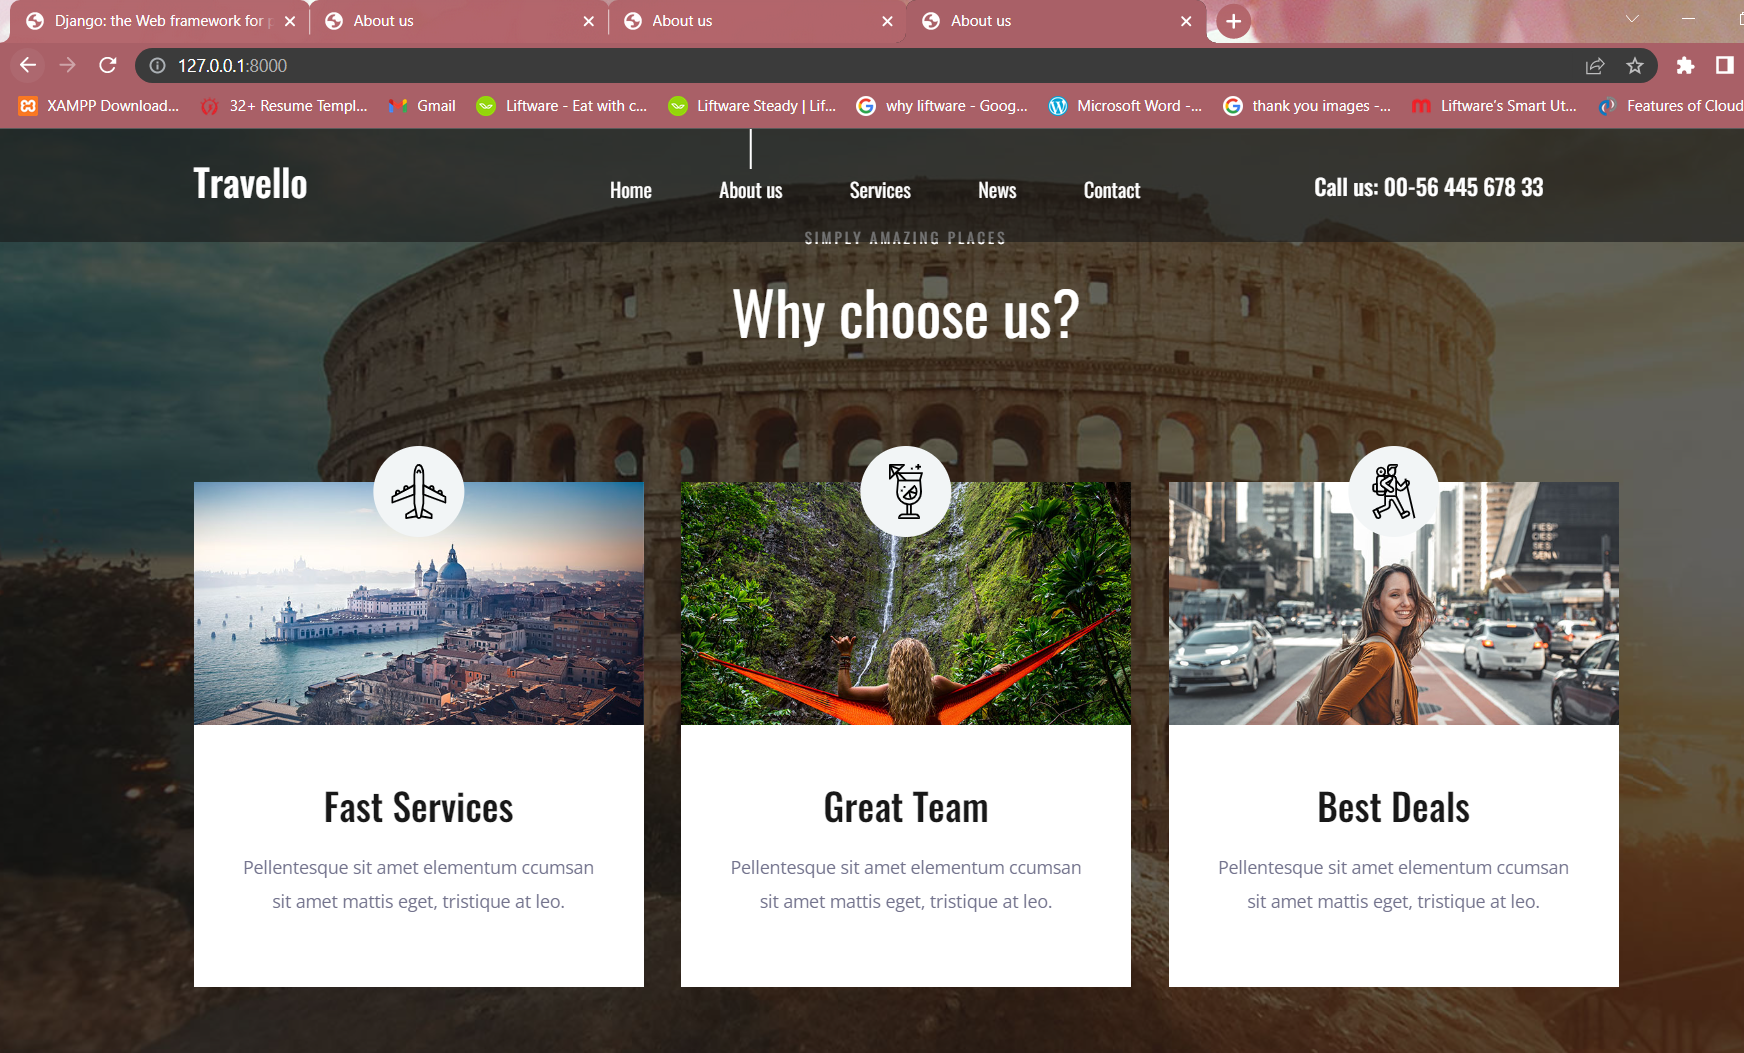 Django: the Web framework for
About us
About us
About us
127.0.0.1:8000
XAMPP Download...
32+ Resume Templ...
Gmail
Liftware - Eat with c...
Liftware Steady | Lif...
why liftware - Goog...
Microsoft Word -...
thank you images -...
Liftware's Smart Ut...
Features of Cloud
Travello
Home
About us
Services
News
Contact
Call us: 00-56 445 678 33
SIMPLY AMAZING PLACES
Why choose us?
Fast Services
Pellentesque sit amet elementum ccumsan
sit amet mattis eget, tristique at leo.
Great Team
Pellentesque sit amet elementum ccumsan
sit amet mattis eget, tristique at leo.
Best Deals
Pellentesque sit amet elementum ccumsan
sit amet mattis eget, tristique at leo.